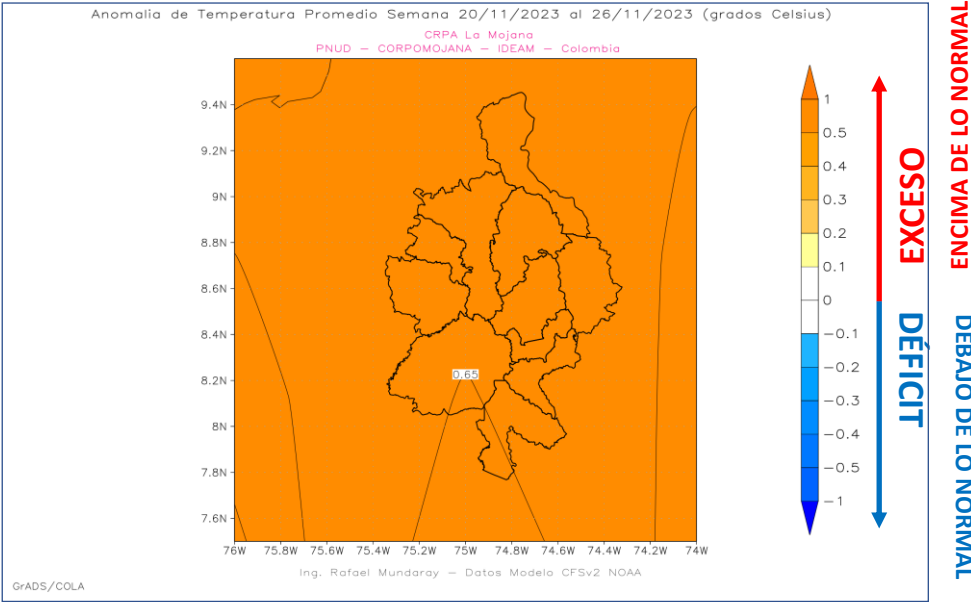 Anomalia de Temperatura Promedio Semana 20/11/2023 al 26/11/2023 (grados Celsius)
CRPA La Mojana
PNUD – CORPOMOJANA – IDEAM – Colombia
9.4N
9.2N
9N
8.8N
8.6N
8.4N
8.2N
8N
7.8N
7.6N
76W
75.8W
75.6W
75.4W
75.2W
75W
74.8W
74.6W
74.4W
74.2W
74W
0.65
1
0.5
0.4
0.3
0.2
0.1
0
−0.1
−0.2
−0.3
−0.4
−0.5
−1
EXCESO
DÉFICIT
ENCIMA DE LO NORMAL
DEBAJO DE LO NORMAL
Ing. Rafael Mundaray – Datos Modelo CFSv2 NOAA
GrADS/COLA